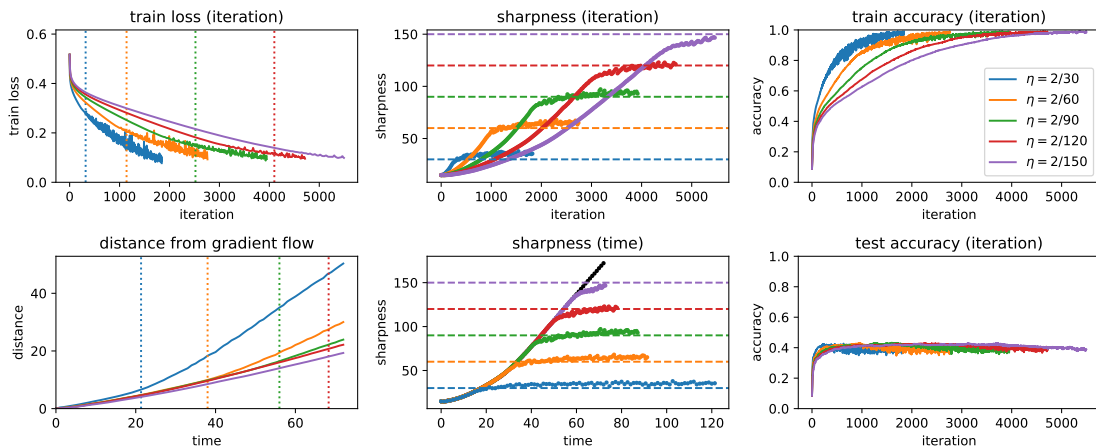 train loss (iteration)
0.6
0.4
0.2
0.0
train loss
0 1000 2000 3000 4000 5000
iteration
sharpness (iteration)
150
100
50
sharpness
0 1000 2000 3000 4000 5000
iteration
train accuracy (iteration)
1.0
0.8
0.6
0.4
0.2
0.0
accuracy
η = 2/30
η = 2/60
η = 2/90
η = 2/120
η = 2/150
0 1000 2000 3000 4000 5000
iteration
distance from gradient flow
40
20
0
distance
0 20 40 60
time
sharpness (time)
150
100
50
sharpness
0 20 40 60 80 100 120
time
test accuracy (iteration)
1.0
0.8
0.6
0.4
0.2
0.0
accuracy
0 1000 2000 3000 4000 5000
iteration